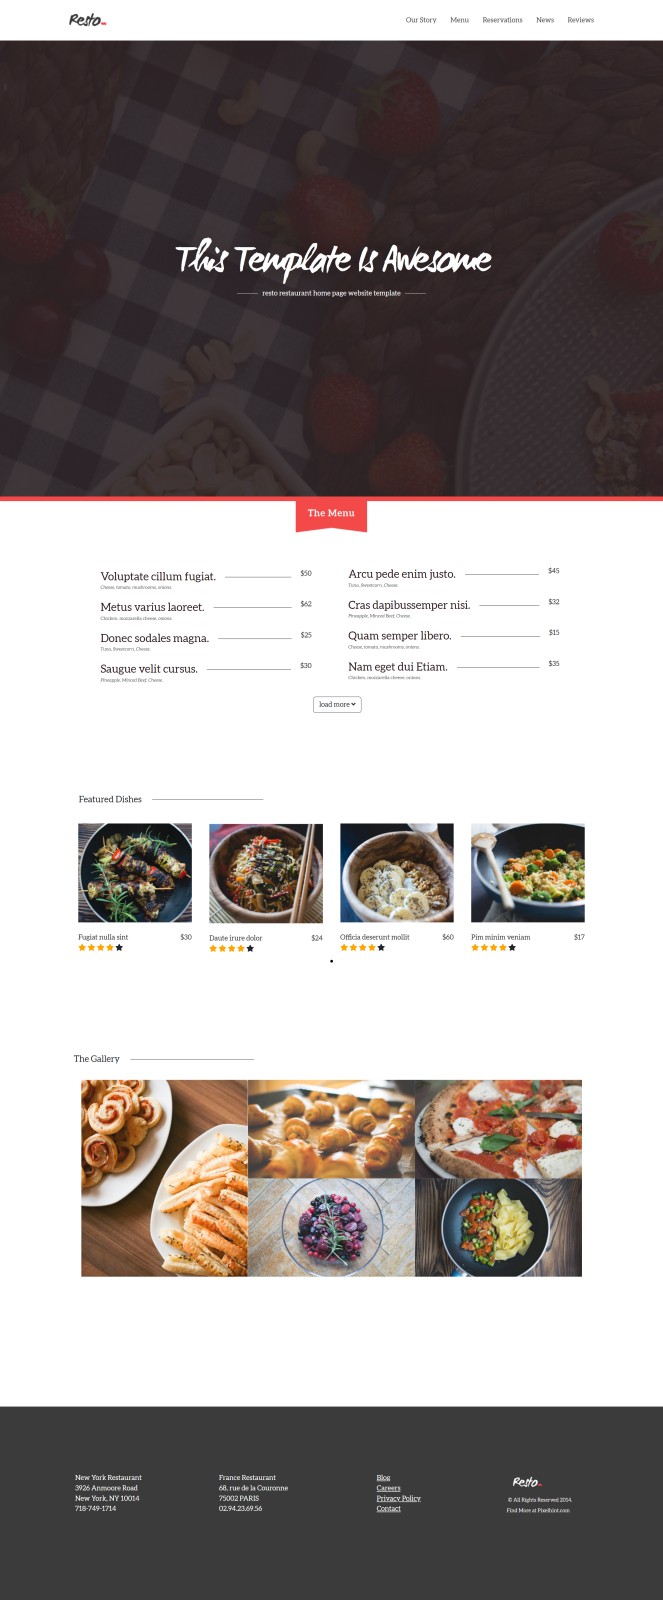 Resto
Our Story Menu Reservations News Reviews
This Template Is Awesome
resto restaurant home page website template
The Menu
Voluptate cillum fugiat. $50
Cheese, tomato, mushrooms, onions.
Metus varius laoreet. $62
Chicken, mozzarella cheese, onions.
Donec sodales magna. $25
Tuna, Sweetcorn, Cheese.
Saugue velit cursus. $30
Pineapple, Minced Beef, Cheese.
Arcu pede enim justo. $45
Tuna, Sweetcorn, Cheese.
Cras dapibussemper nisi. $32
Pineapple, Minced Beef, Cheese.
Quam semper libero. $15
Cheese, tomato, mushrooms, onions.
Nam eget dui Etiam. $35
Chicken, mozzarella cheese, onions.
load more
Featured Dishes
Fugiat nulla sint $30
Daute irure dolor $24
Officia deserunt mollit $60
Pim minim veniam $17
The Gallery
New York Restaurant
3926 Anmoore Road
New York, NY 10014
718-749-1714
France Restaurant
68, rue de la Couronne
75002 PARIS
02.94.23.69.56
Blog
Careers
Privacy Policy
Contact
Resto
© All Rights Reserved 2014.
Find More at Pixelhint.com